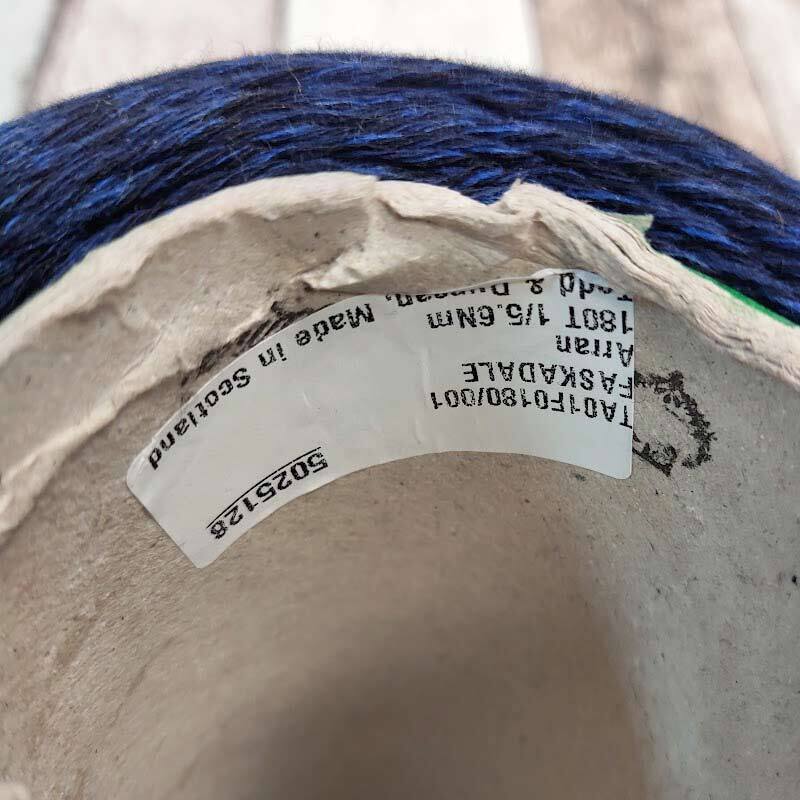 TA01F0180/001
FASKADALE
Arran
180T 1/5.6Nm
Todd & Duncan, Made in Scotland
5025128